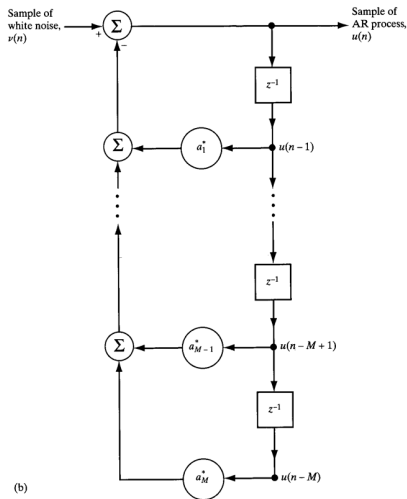 Sample of
white noise,
ν(n)
+
Σ
−
Sample of
AR process,
u(n)
z⁻¹
Σ
a₁*
u(n − 1)
z⁻¹
Σ
a*M−1
u(n − M + 1)
z⁻¹
a*M
u(n − M)
(b)